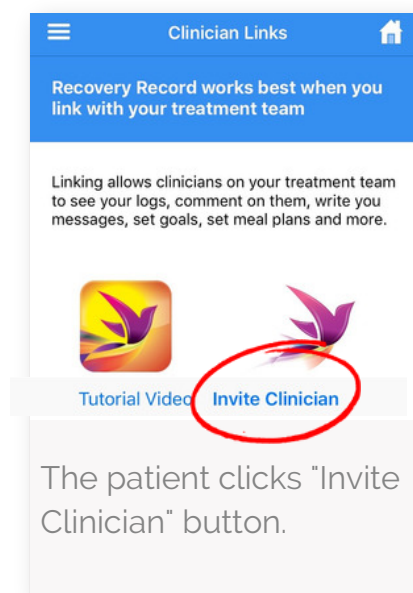 Clinician Links
Recovery Record works best when you
link with your treatment team
Linking allows clinicians on your treatment team
to see your logs, comment on them, write you
messages, set goals, set meal plans and more.
Tutorial Video Invite Clinician
The patient clicks "Invite
Clinician" button.